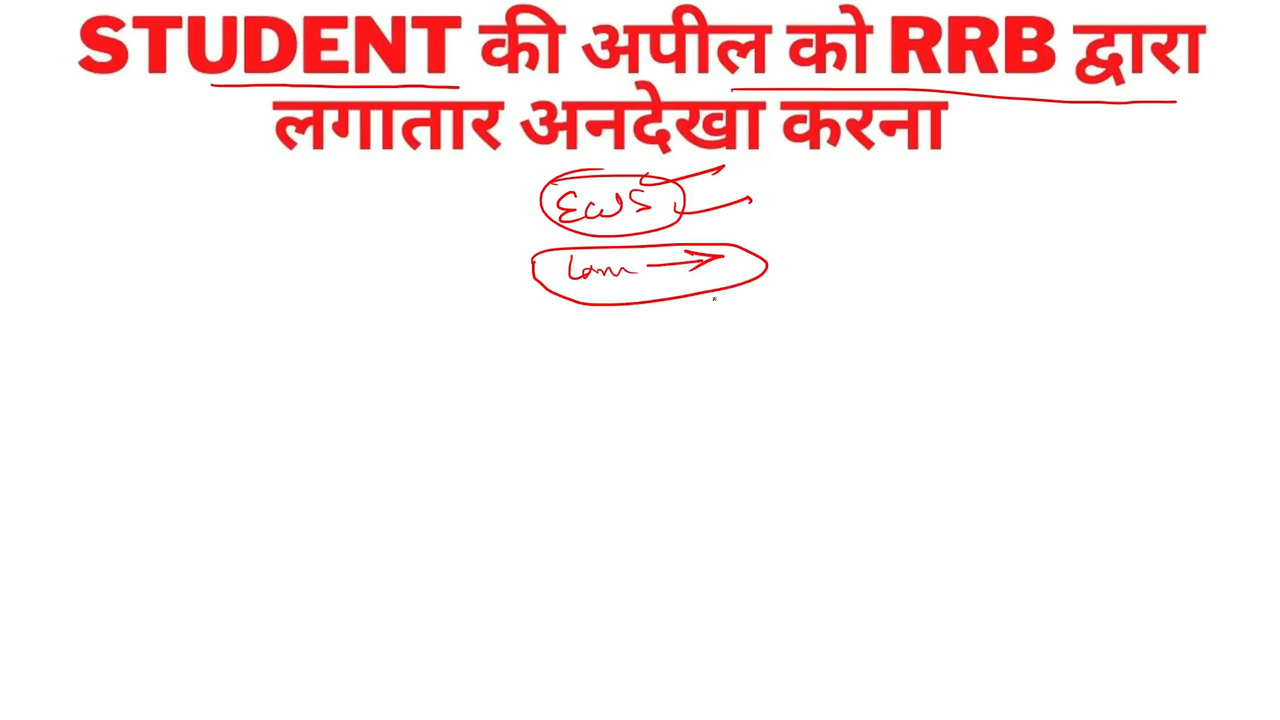 STUDENT की अपील को RRB द्वारा
लगातार अनदेखा करना
EWS